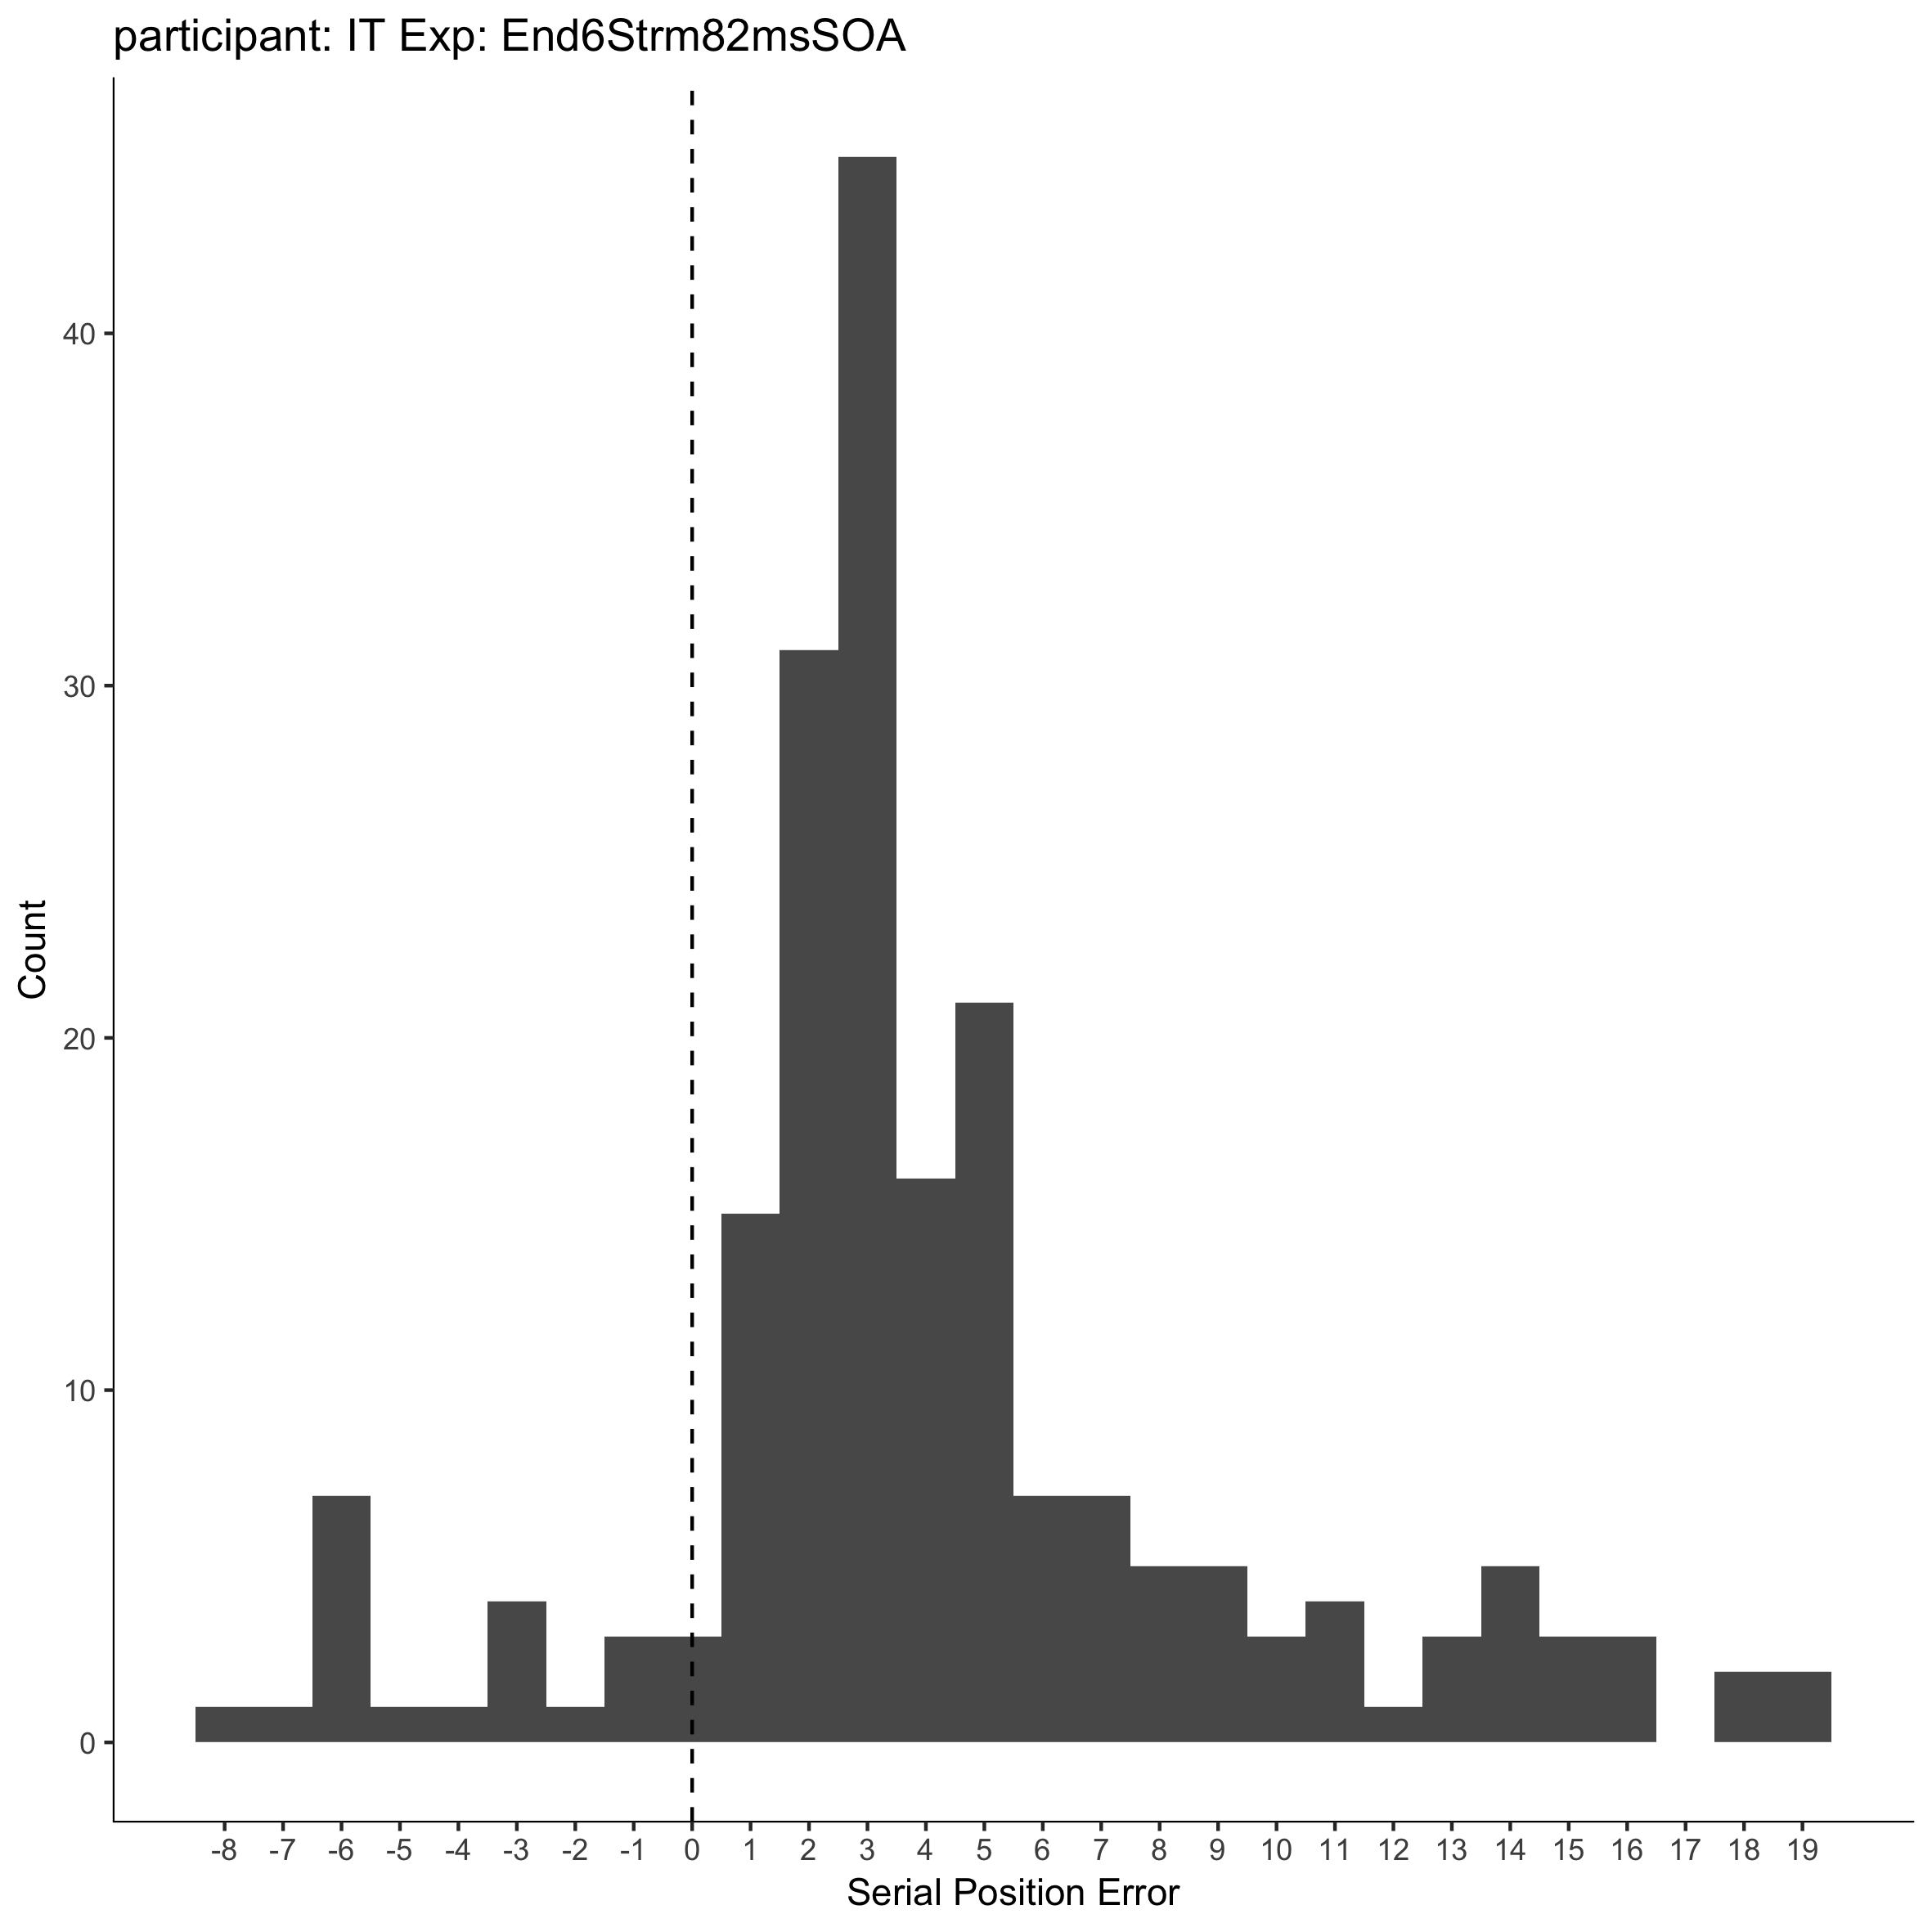 participant: IT Exp: End6Strm82msSOA
Count
40
30
20
10
0
-8 -7 -6 -5 -4 -3 -2 -1 0 1 2 3 4 5 6 7 8 9 10 11 12 13 14 15 16 17 18 19
Serial Position Error